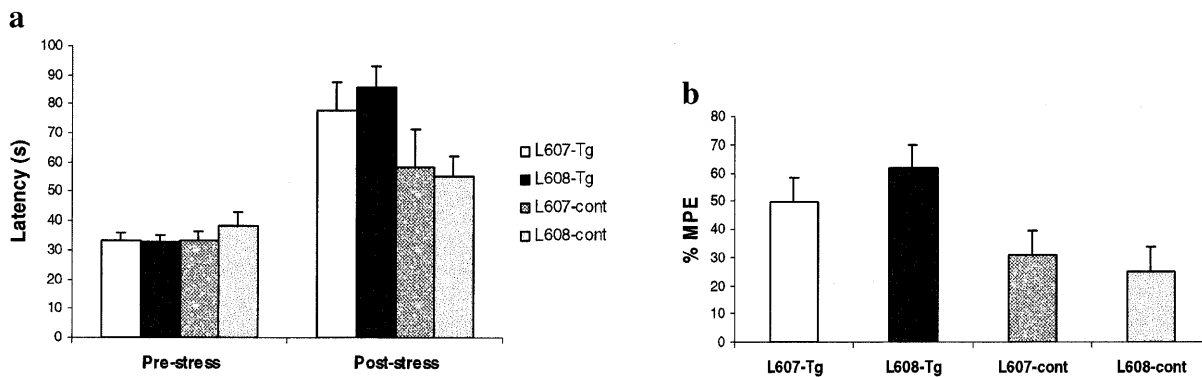 a
100
90
80
70
60
50
40
30
20
10
0
Latency (s)
Pre-stress
Post-stress
L607-Tg
L608-Tg
L607-cont
L608-cont
b
80
70
60
50
40
30
20
10
0
% MPE
L607-Tg
L608-Tg
L607-cont
L608-cont